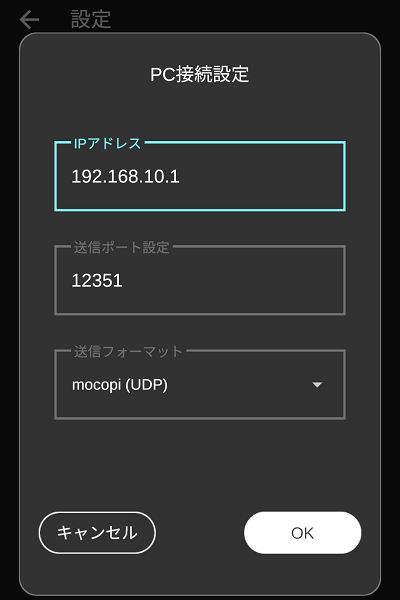 設定
PC接続設定
IPアドレス
192.168.10.1
送信ポート設定
12351
送信フォーマット
mocopi (UDP)
キャンセル
OK